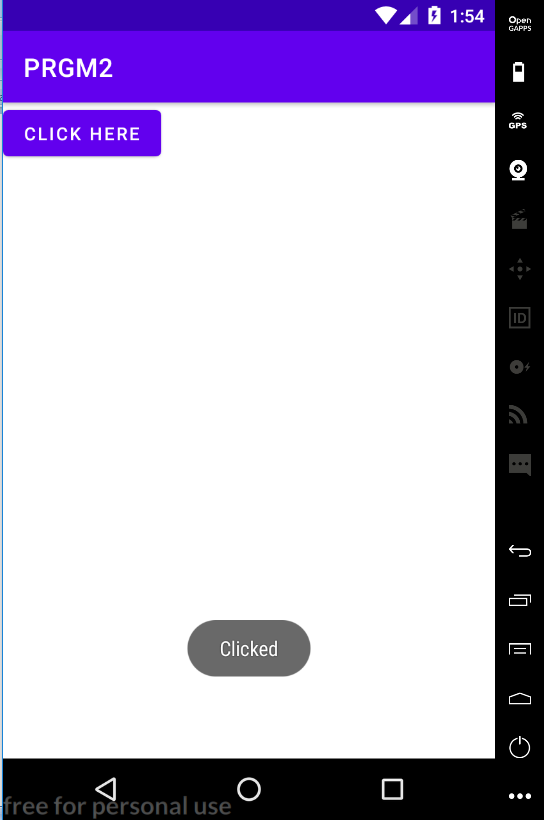 1:54
Open
GAPPS
PRGM2
GPS
CLICK HERE
ID
Clicked
free for personal use